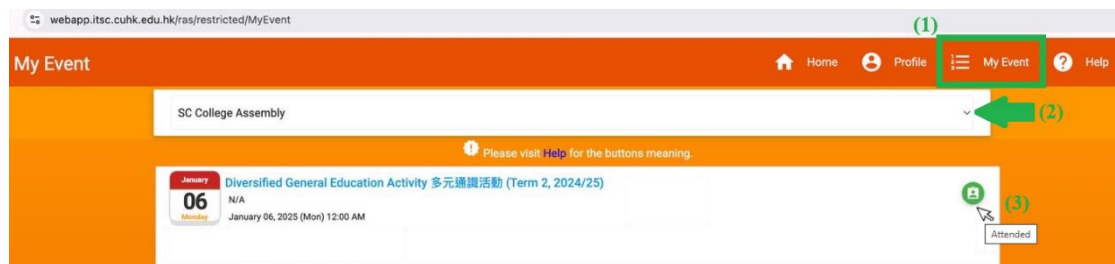 webapp.itsc.cuhk.edu.hk/ras/restricted/MyEvent
(1)
My Event Home Profile My Event ? Help
SC College Assembly
(2)
! Please visit Help for the buttons meaning.
January
06
Monday
Diversified General Education Activity 多元通識活動 (Term 2, 2024/25)
N/A
January 06, 2025 (Mon) 12:00 AM
(3)
Attended